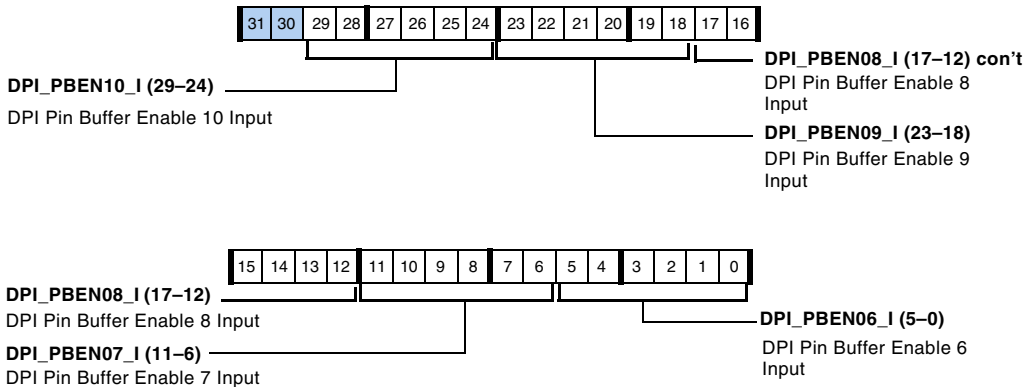 31 30 29 28 27 26 25 24 23 22 21 20 19 18 17 16
DPI_PBEN10_I (29–24)
DPI Pin Buffer Enable 10 Input
DPI_PBEN08_I (17–12) con't
DPI Pin Buffer Enable 8
Input
DPI_PBEN09_I (23–18)
DPI Pin Buffer Enable 9
Input
15 14 13 12 11 10 9 8 7 6 5 4 3 2 1 0
DPI_PBEN08_I (17–12)
DPI Pin Buffer Enable 8 Input
DPI_PBEN07_I (11–6)
DPI Pin Buffer Enable 7 Input
DPI_PBEN06_I (5–0)
DPI Pin Buffer Enable 6
Input